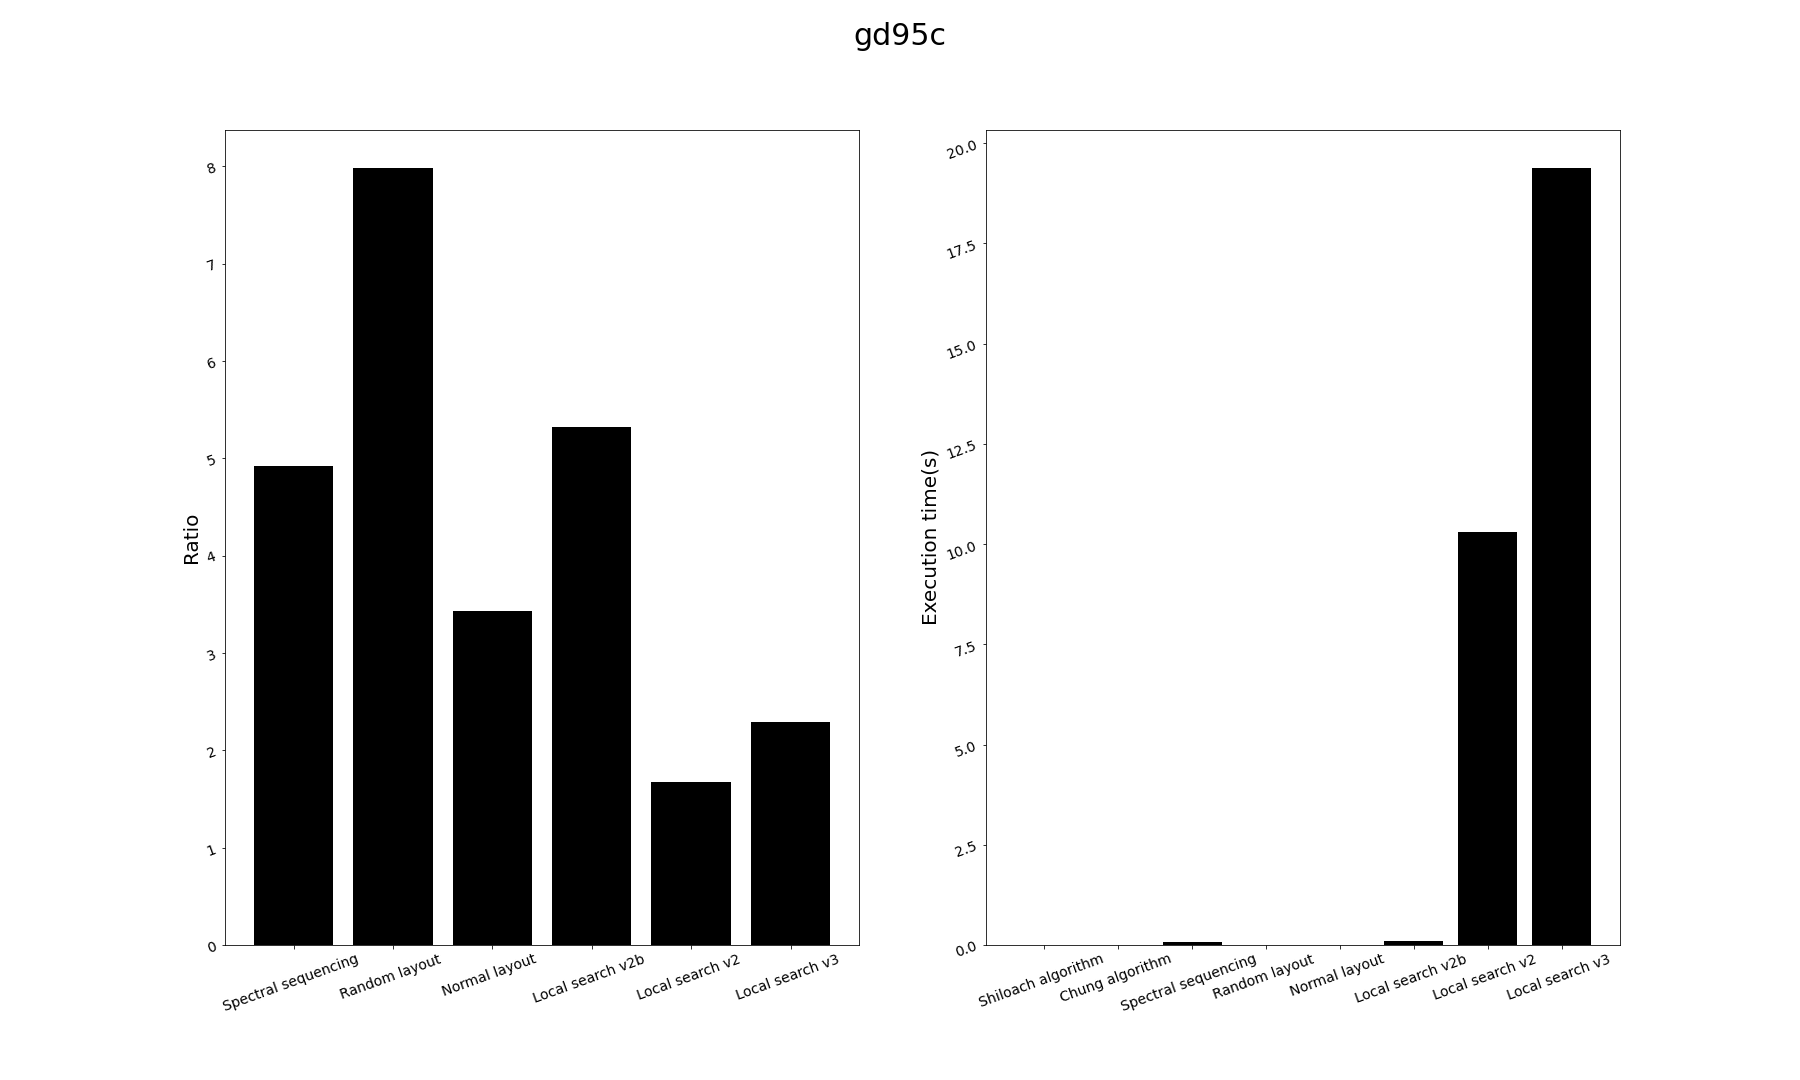 gd95c
Ratio
8
7
6
5
4
3
2
1
0
Spectral sequencing
Random layout
Normal layout
Local search v2b
Local search v2
Local search v3
Execution time(s)
20.0
17.5
15.0
12.5
10.0
7.5
5.0
2.5
0.0
Shiloach algorithm
Chung algorithm
Spectral sequencing
Random layout
Normal layout
Local search v2b
Local search v2
Local search v3